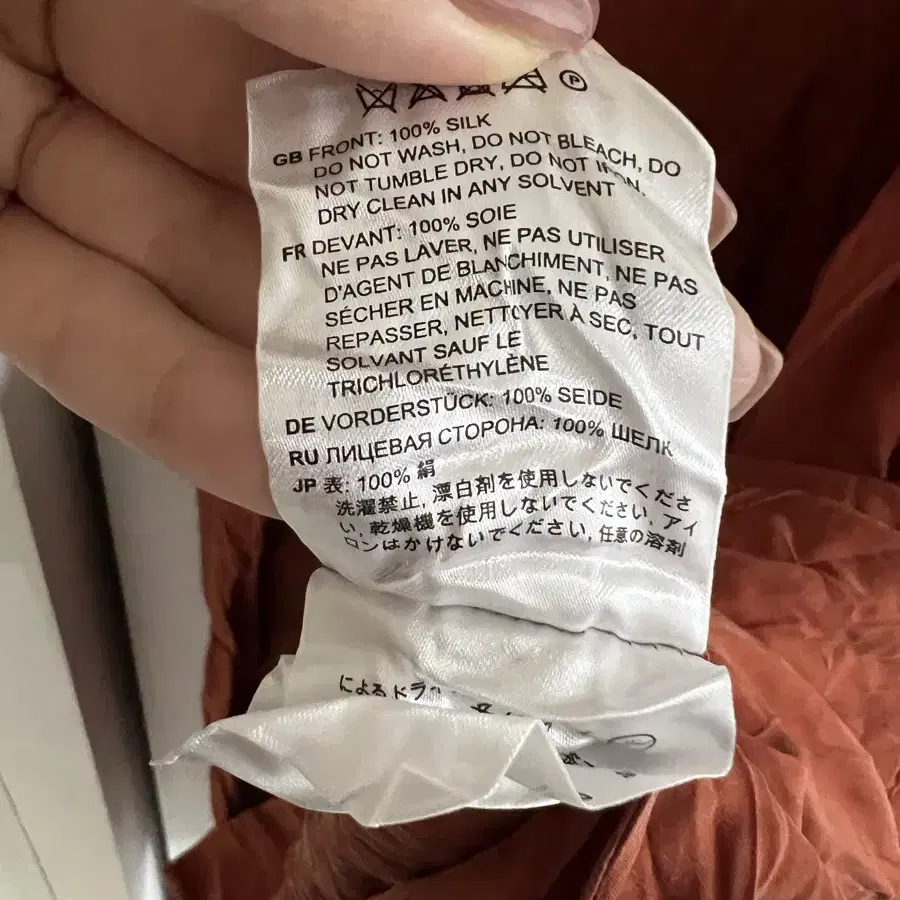 P
GB FRONT: 100% SILK
DO NOT WASH, DO NOT BLEACH, DO
NOT TUMBLE DRY, DO NOT IRON,
DRY CLEAN IN ANY SOLVENT
FR DEVANT: 100% SOIE
NE PAS LAVER, NE PAS UTILISER
D'AGENT DE BLANCHIMENT, NE PAS
SÉCHER EN MACHINE, NE PAS
REPASSER, NETTOYER À SEC, TOUT
SOLVANT SAUF LE
TRICHLORÉTHYLÈNE
DE VORDERSTÜCK: 100% SEIDE
RU ЛИЦЕВАЯ СТОРОНА: 100% ШЕЛК
JP 表: 100% 絹
洗濯禁止, 漂白剤を使用しないでくださ
い, 乾燥機を使用しないでください, アイ
ロンはかけないでください, 任意の溶剤
による